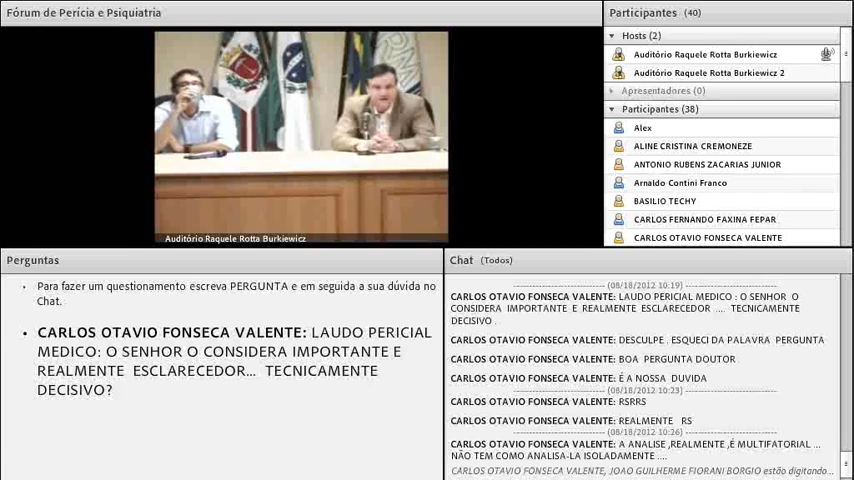 Fórum de Perícia e Psiquiatria
Auditório Raquele Rotta Burkiewicz
Participantes (40)
Hosts (2)
Auditório Raquele Rotta Burkiewicz
Auditório Raquele Rotta Burkiewicz 2
Apresentadores (0)
Participantes (38)
Alex
ALINE CRISTINA CREMONEZE
ANTONIO RUBENS ZACARIAS JUNIOR
Arnaldo Contini Franco
BASILIO TECHY
CARLOS FERNANDO FAXINA FEPAR
CARLOS OTAVIO FONSECA VALENTE
Perguntas
• Para fazer um questionamento escreva PERGUNTA e em seguida a sua dúvida no
Chat.
• CARLOS OTAVIO FONSECA VALENTE: LAUDO PERICIAL
MEDICO: O SENHOR O CONSIDERA IMPORTANTE E
REALMENTE ESCLARECEDOR... TECNICAMENTE
DECISIVO?
Chat (Todos)
(08/18/2012 10:19)
CARLOS OTAVIO FONSECA VALENTE: LAUDO PERICIAL MEDICO : O SENHOR O
CONSIDERA IMPORTANTE E REALMENTE ESCLARECEDOR .... TECNICAMENTE
DECISIVO
CARLOS OTAVIO FONSECA VALENTE: DESCULPE . ESQUECI DA PALAVRA PERGUNTA
CARLOS OTAVIO FONSECA VALENTE: BOA PERGUNTA DOUTOR
CARLOS OTAVIO FONSECA VALENTE: É A NOSSA DUVIDA
(08/18/2012 10:23)
CARLOS OTAVIO FONSECA VALENTE: RSRRS
CARLOS OTAVIO FONSECA VALENTE: REALMENTE RS
(08/18/2012 10:26)
CARLOS OTAVIO FONSECA VALENTE: A ANALISE ,REALMENTE ,É MULTIFATORIAL ...
NÃO TEM COMO ANALISA-LA ISOLADAMENTE ....
CARLOS OTAVIO FONSECA VALENTE, JOAO GUILHERME FIORANI BORGIO estão digitando...